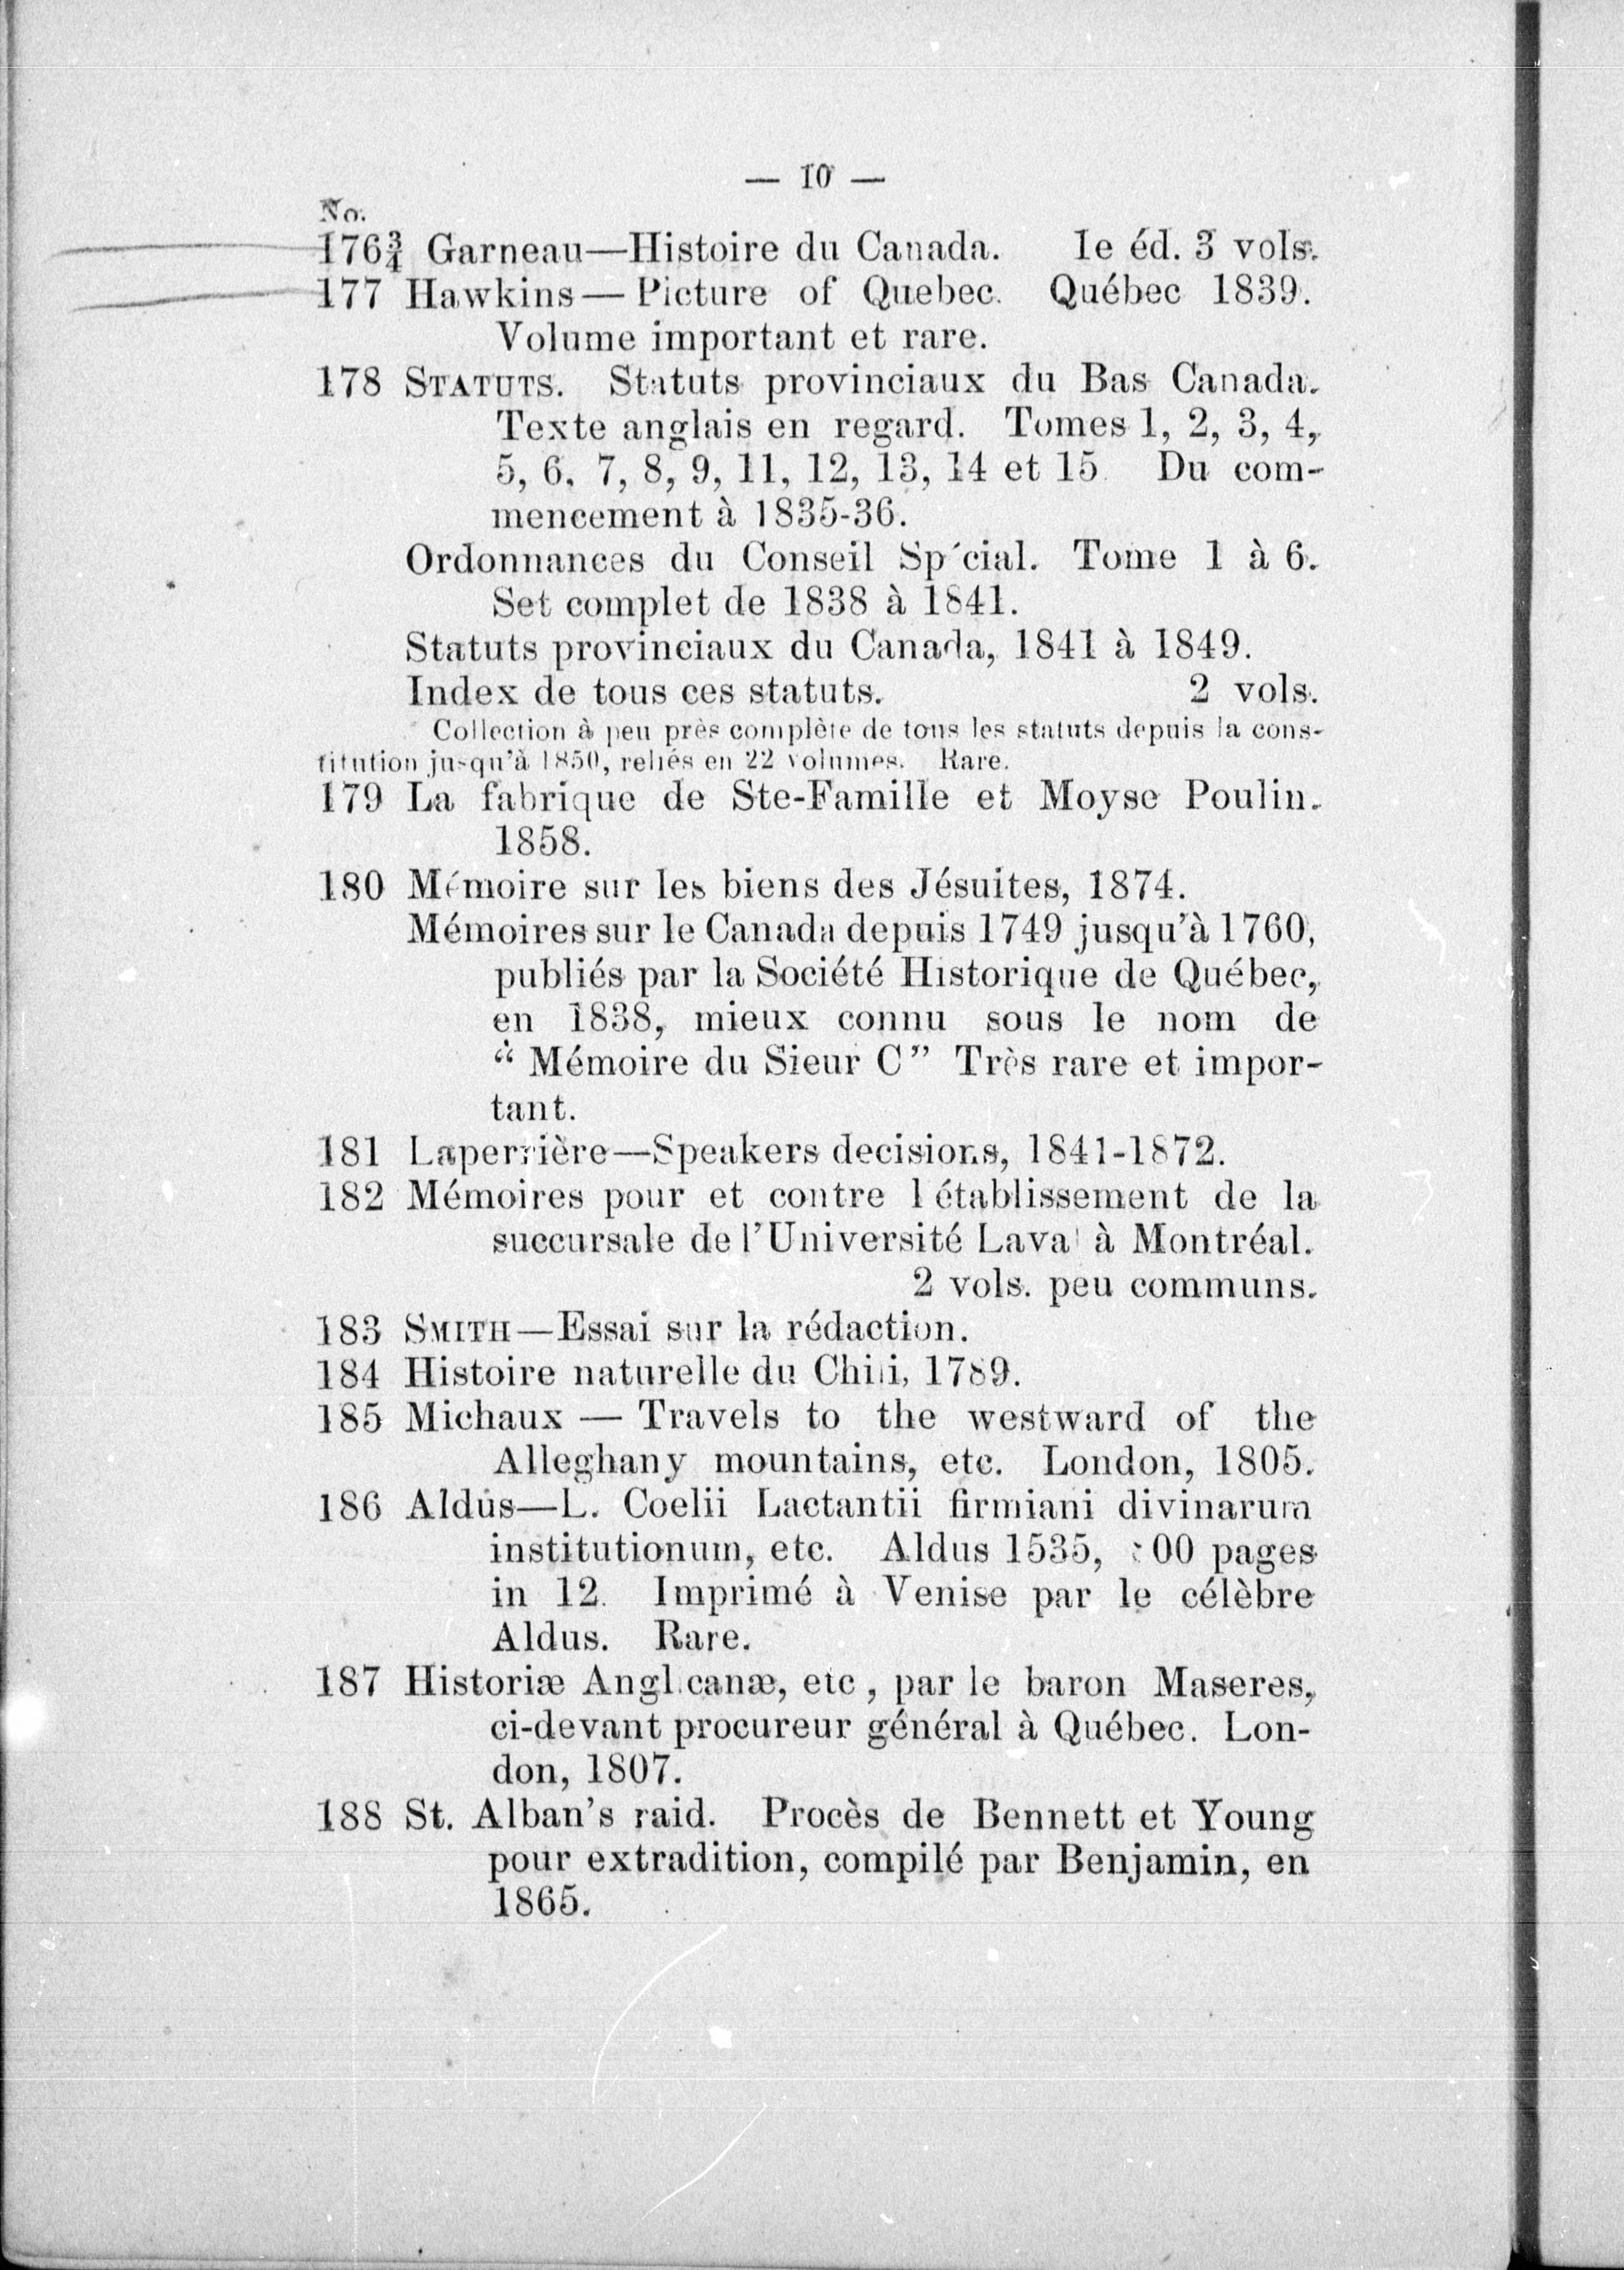 — 10 —
No.
176¾ Garneau—Histoire du Canada. 1e éd. 3 vols.
177 Hawkins — Picture of Quebec. Québec 1839.
Volume important et rare.
178 STATUTS. Statuts provinciaux du Bas Canada.
Texte anglais en regard. Tomes 1, 2, 3, 4,
5, 6, 7, 8, 9, 11, 12, 13, 14 et 15. Du com-
mencement à 1835-36.
Ordonnances du Conseil Sp´cial. Tome 1 à 6.
Set complet de 1838 à 1841.
Statuts provinciaux du Canada, 1841 à 1849.
Index de tous ces statuts. 2 vols.
Collection à peu près complète de tous les statuts depuis la cons-
titution jusqu'à 1850, reliés en 22 volumes. Rare.
179 La fabrique de Ste-Famille et Moyse Poulin.
1858.
180 Mémoire sur les biens des Jésuites, 1874.
Mémoires sur le Canada depuis 1749 jusqu'à 1760,
publiés par la Société Historique de Québec,
en 1838, mieux connu sous le nom de
“ Mémoire du Sieur C” Très rare et impor-
tant.
181 Laperrière—Speakers decisions, 1841-1872.
182 Mémoires pour et contre l établissement de la
succursale de l'Université Laval à Montréal.
2 vols. peu communs.
183 SMITH—Essai sur la rédaction.
184 Histoire naturelle du Chili, 1789.
185 Michaux — Travels to the westward of the
Alleghany mountains, etc. London, 1805.
186 Aldus—L. Coelii Lactantii firmiani divinarum
institutionum, etc. Aldus 1535, 00 pages
in 12. Imprimé à Venise par le célèbre
Aldus. Rare.
187 Historiæ Anglicanæ, etc , par le baron Maseres,
ci-devant procureur général à Québec. Lon-
don, 1807.
188 St. Alban's raid. Procès de Bennett et Young
pour extradition, compilé par Benjamin, en
1865.